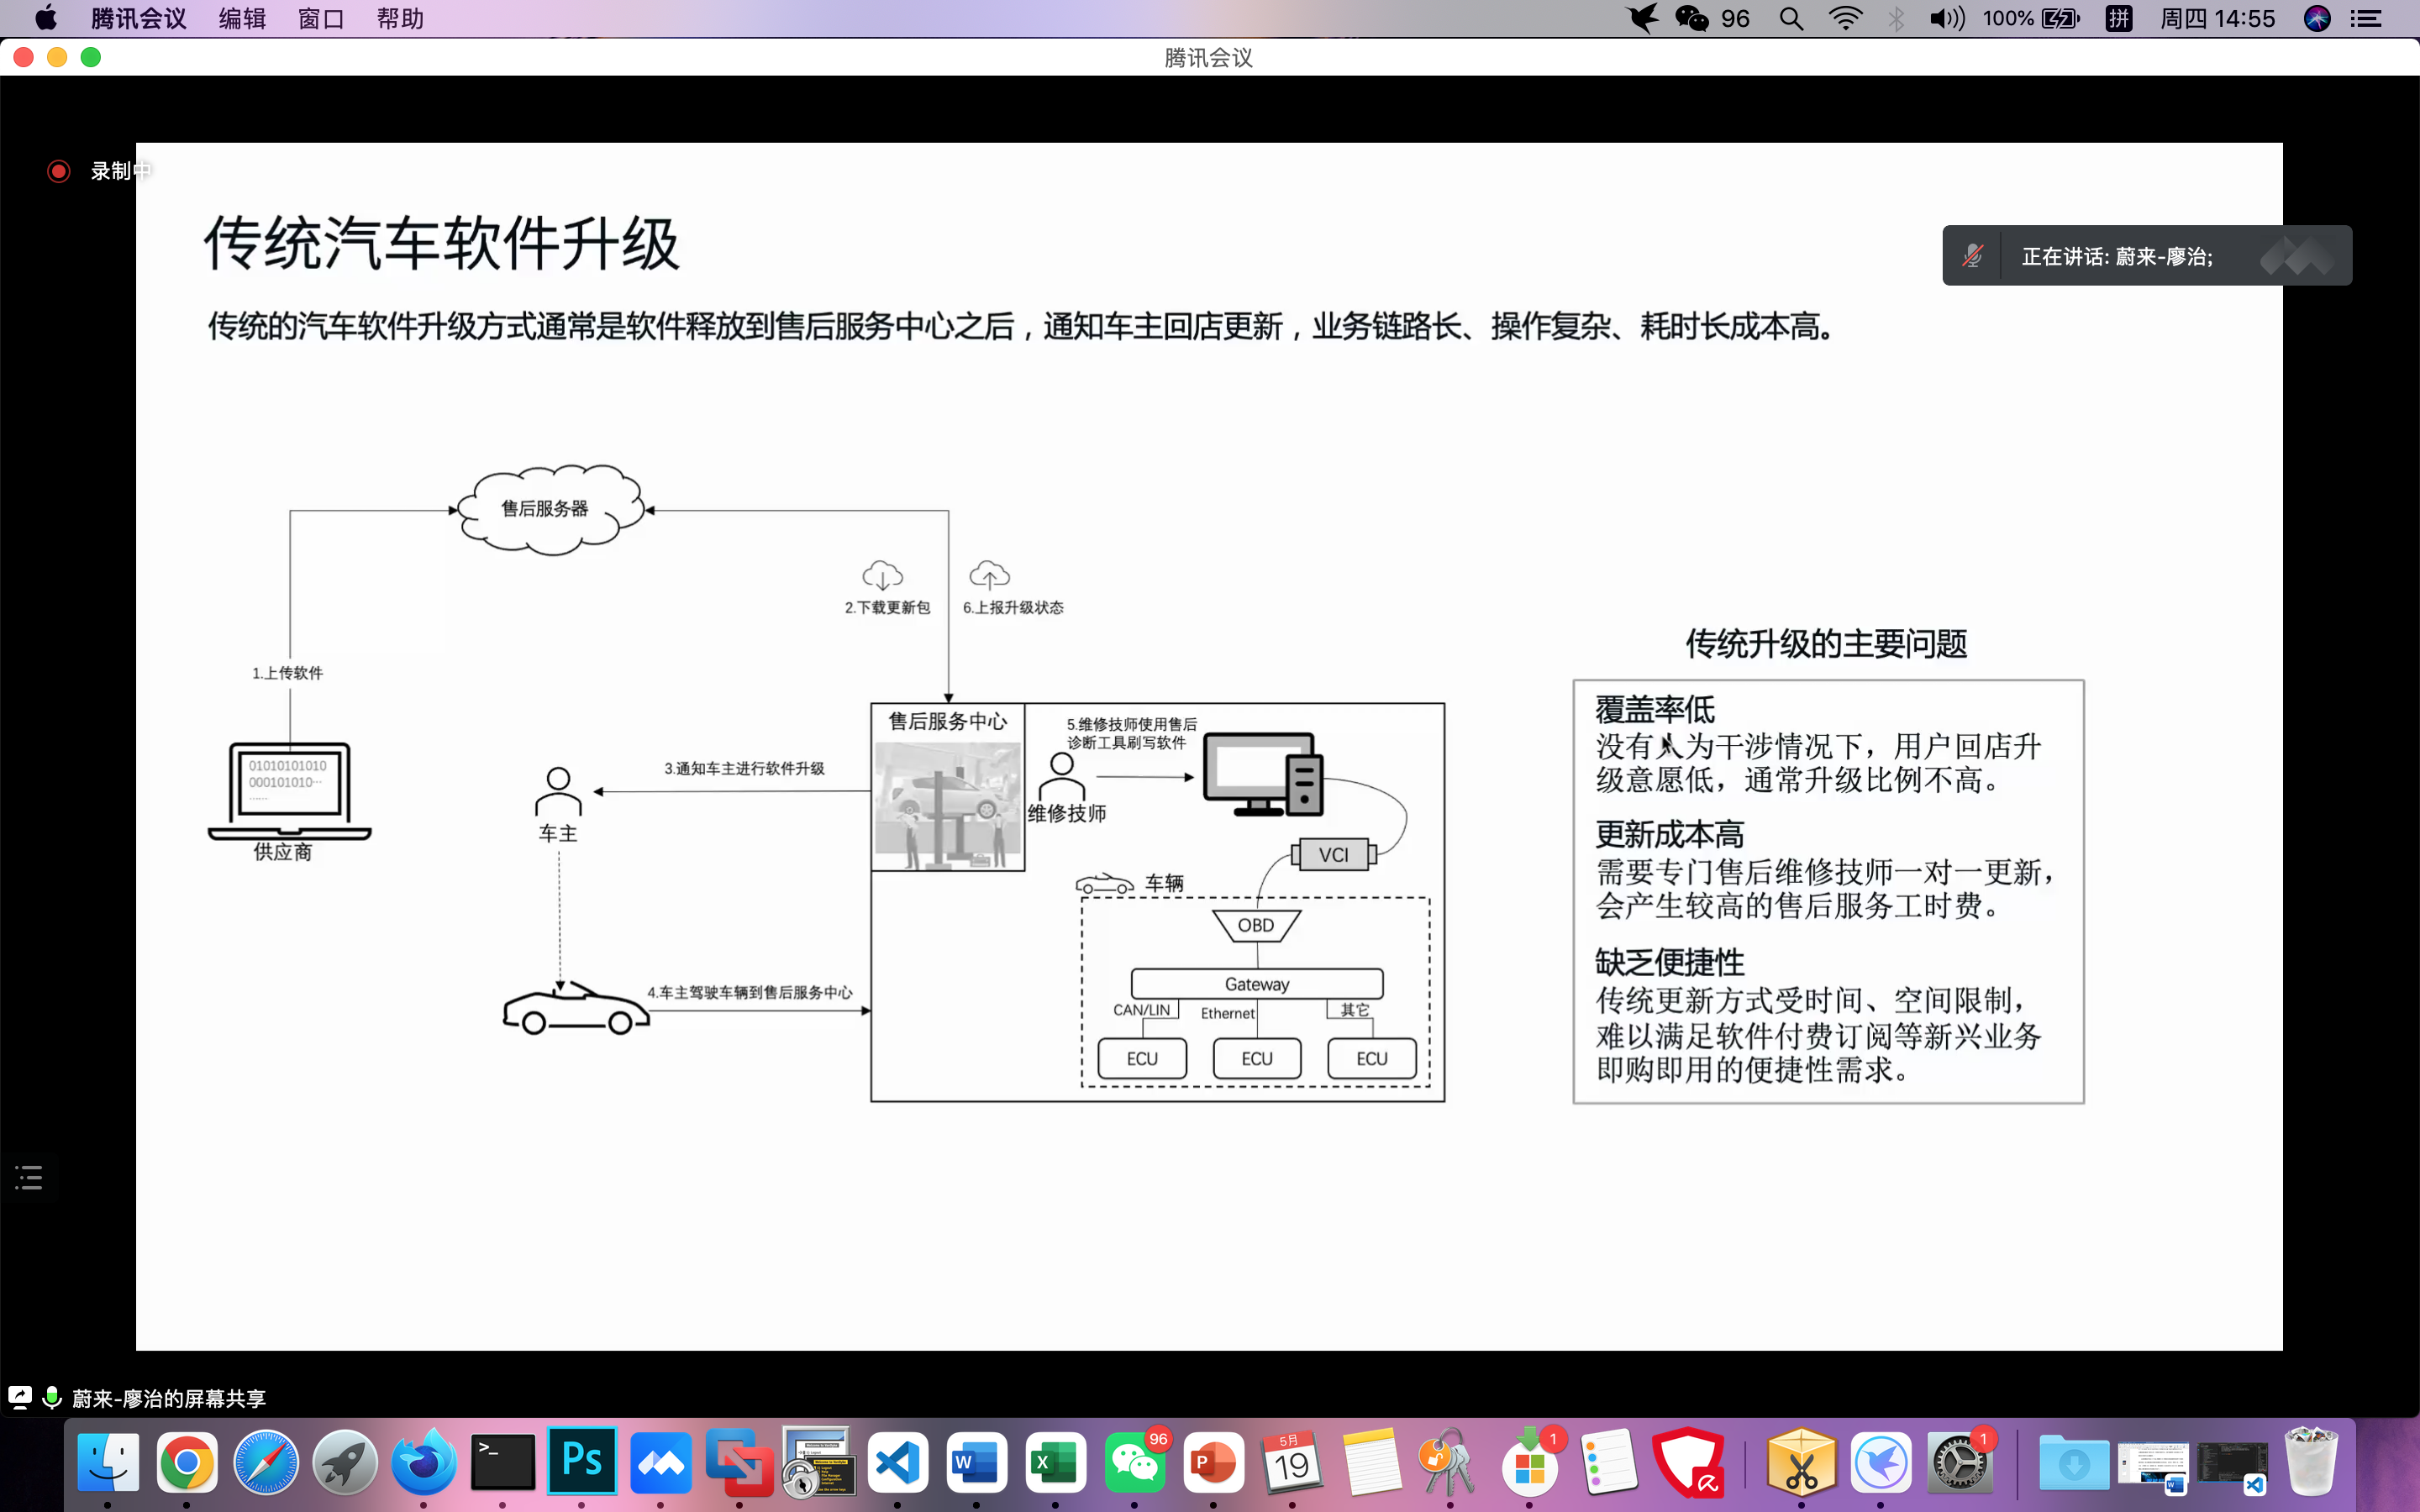 腾讯会议 编辑 窗口 帮助
96
100%
拼
周四 14:55
腾讯会议
录制中
正在讲话: 蔚来-廖治;
传统汽车软件升级
传统的汽车软件升级方式通常是软件释放到售后服务中心之后，通知车主回店更新，业务链路长、操作复杂、耗时长成本高。
售后服务器
2.下载更新包
6.上报升级状态
1.上传软件
01010101010
000101010···
······
供应商
车主
3.通知车主进行软件升级
4.车主驾驶车辆到售后服务中心
售后服务中心
5.维修技师使用售后
诊断工具刷写软件
维修技师
VCI
车辆
OBD
Gateway
CAN/LIN
Ethernet
其它
ECU
ECU
ECU
传统升级的主要问题
覆盖率低
没有人为干涉情况下，用户回店升
级意愿低，通常升级比例不高。
更新成本高
需要专门售后维修技师一对一更新，
会产生较高的售后服务工时费。
缺乏便捷性
传统更新方式受时间、空间限制，
难以满足软件付费订阅等新兴业务
即购即用的便捷性需求。
蔚来-廖治的屏幕共享
>_
Ps
W
X
96
P
5月
19
1
1